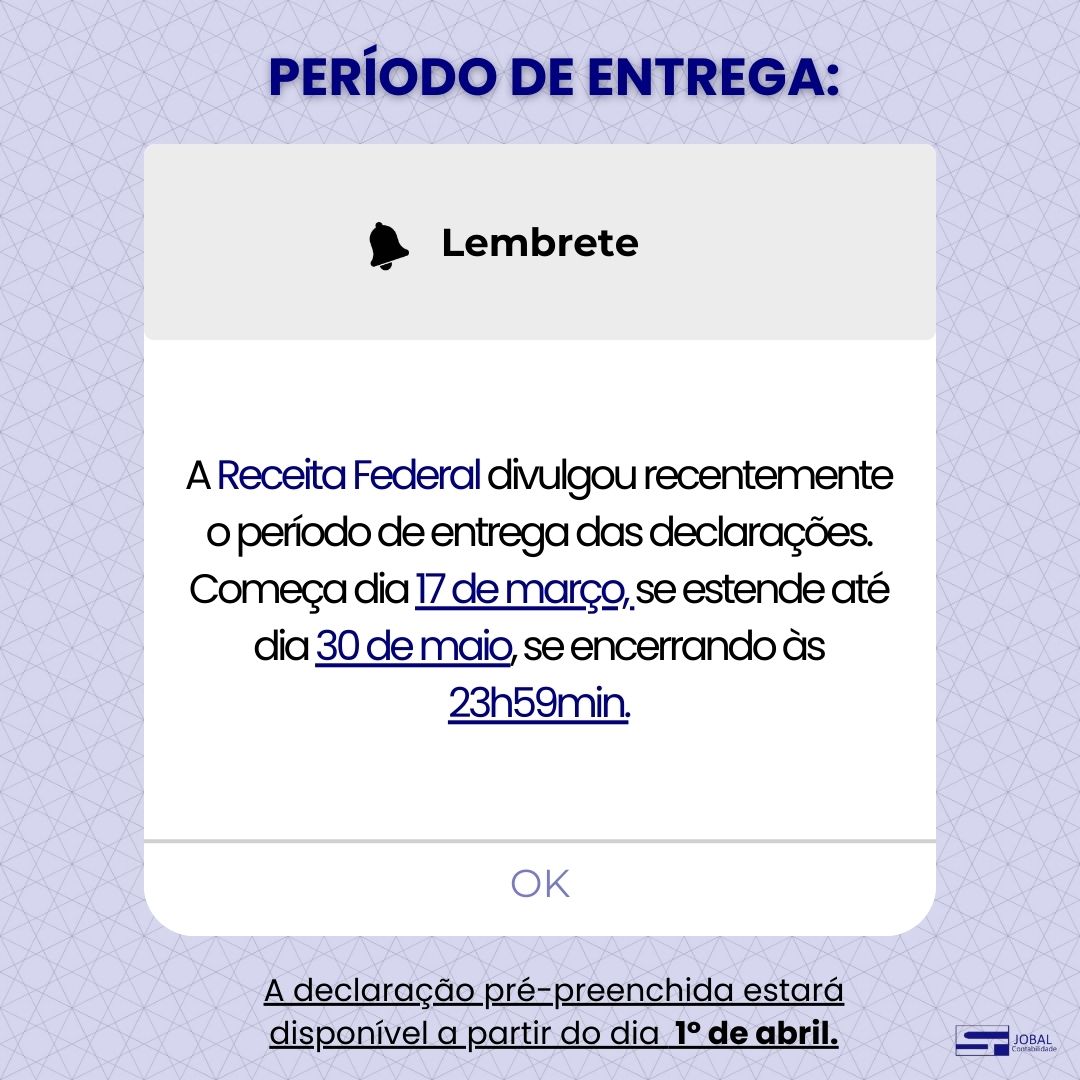 PERÍODO DE ENTREGA:
Lembrete
A Receita Federal divulgou recentemente
o período de entrega das declarações.
Começa dia 17 de março, se estende até
dia 30 de maio, se encerrando às
23h59min.
OK
A declaração pré-preenchida estará
disponível a partir do dia 1º de abril.
JOBAL
Contabilidade